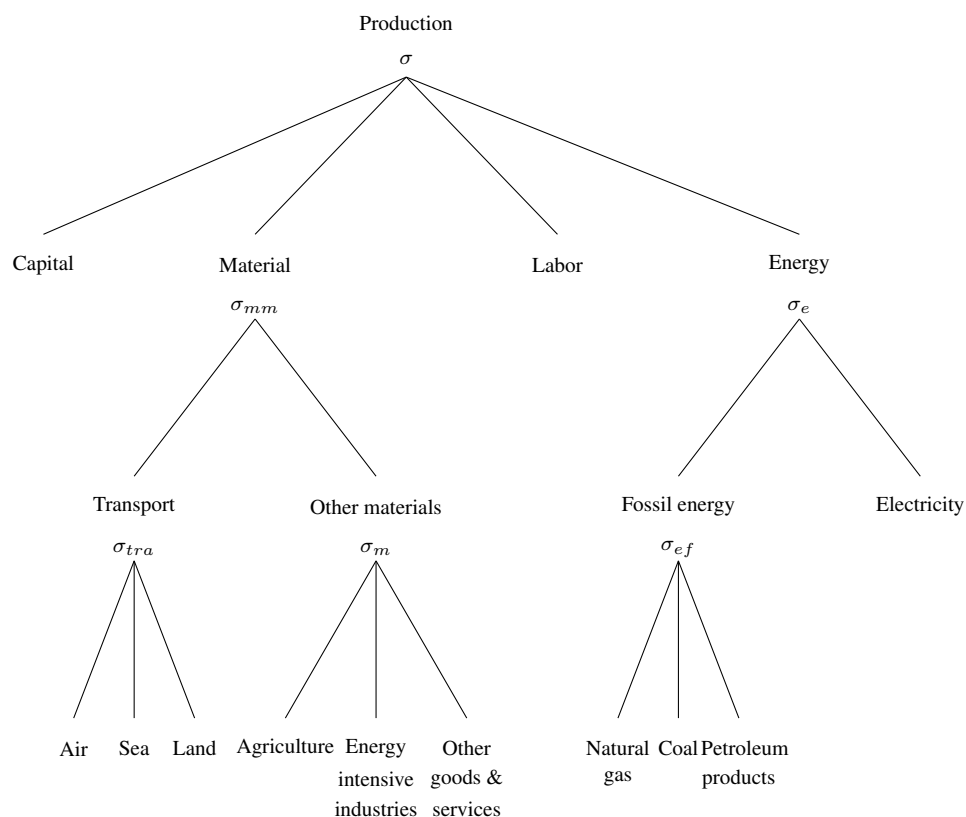 Production
σ
Capital
Material
Labor
Energy
σ_mm
σ_e
Transport
Other materials
Fossil energy
Electricity
σ_tra
σ_m
σ_ef
Air
Sea
Land
Agriculture
Energy
intensive
industries
Other
goods &
services
Natural
gas
Coal
Petroleum
products